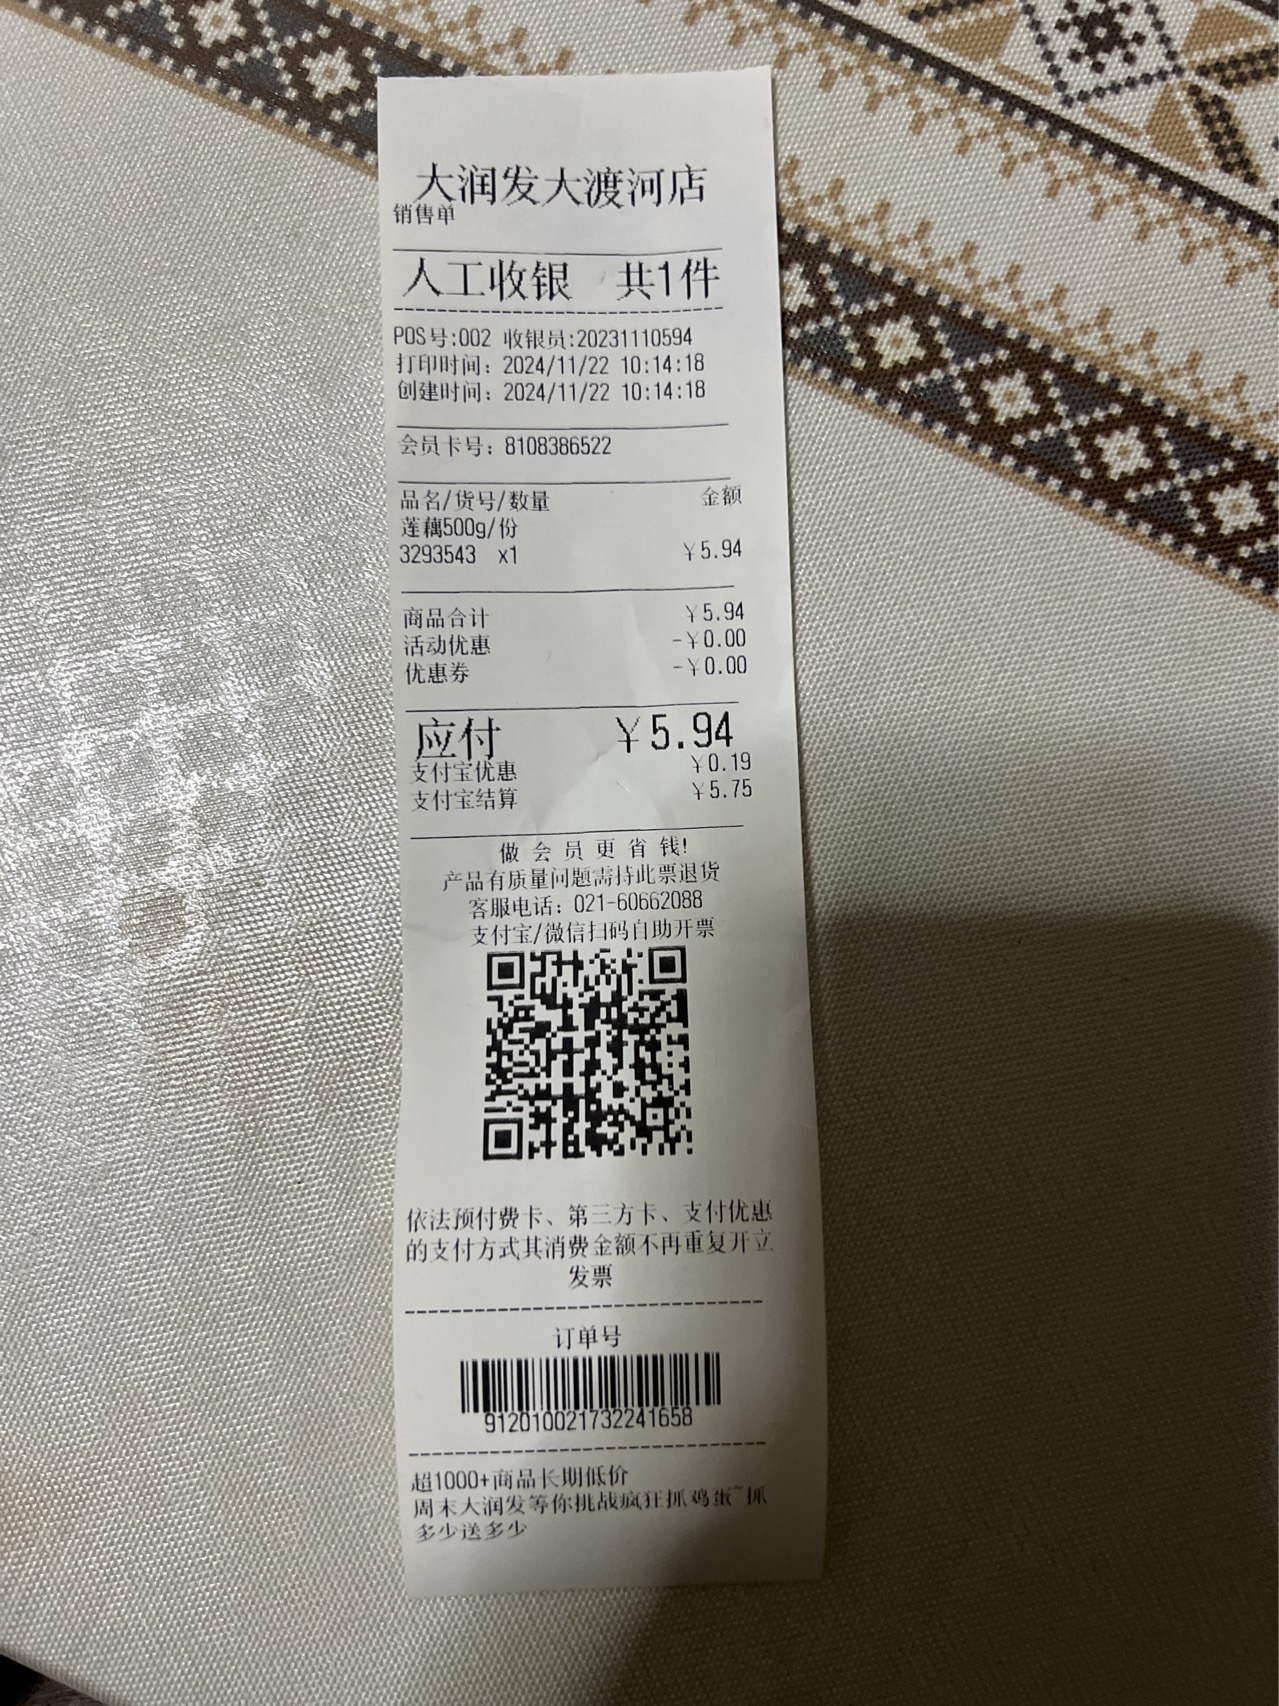 大润发大渡河店
销售单
人工收银 共1件
POS号:002 收银员:20231110594
打印时间: 2024/11/22 10:14:18
创建时间: 2024/11/22 10:14:18
会员卡号: 8108386522
品名/货号/数量 金额
莲藕500g/份
3293543 x1 ¥5.94
商品合计 ¥5.94
活动优惠 -¥0.00
优惠券 -¥0.00
应付 ¥5.94
支付宝优惠 ¥0.19
支付宝结算 ¥5.75
做会员更省钱!
产品有质量问题需持此票退货
客服电话: 021-60662088
支付宝/微信扫码自助开票
依法预付费卡、第三方卡、支付优惠
的支付方式其消费金额不再重复开立
发票
订单号
912010021732241658
超1000+商品长期低价
周末大润发等你挑战疯狂抓鸡蛋~抓
多少送多少